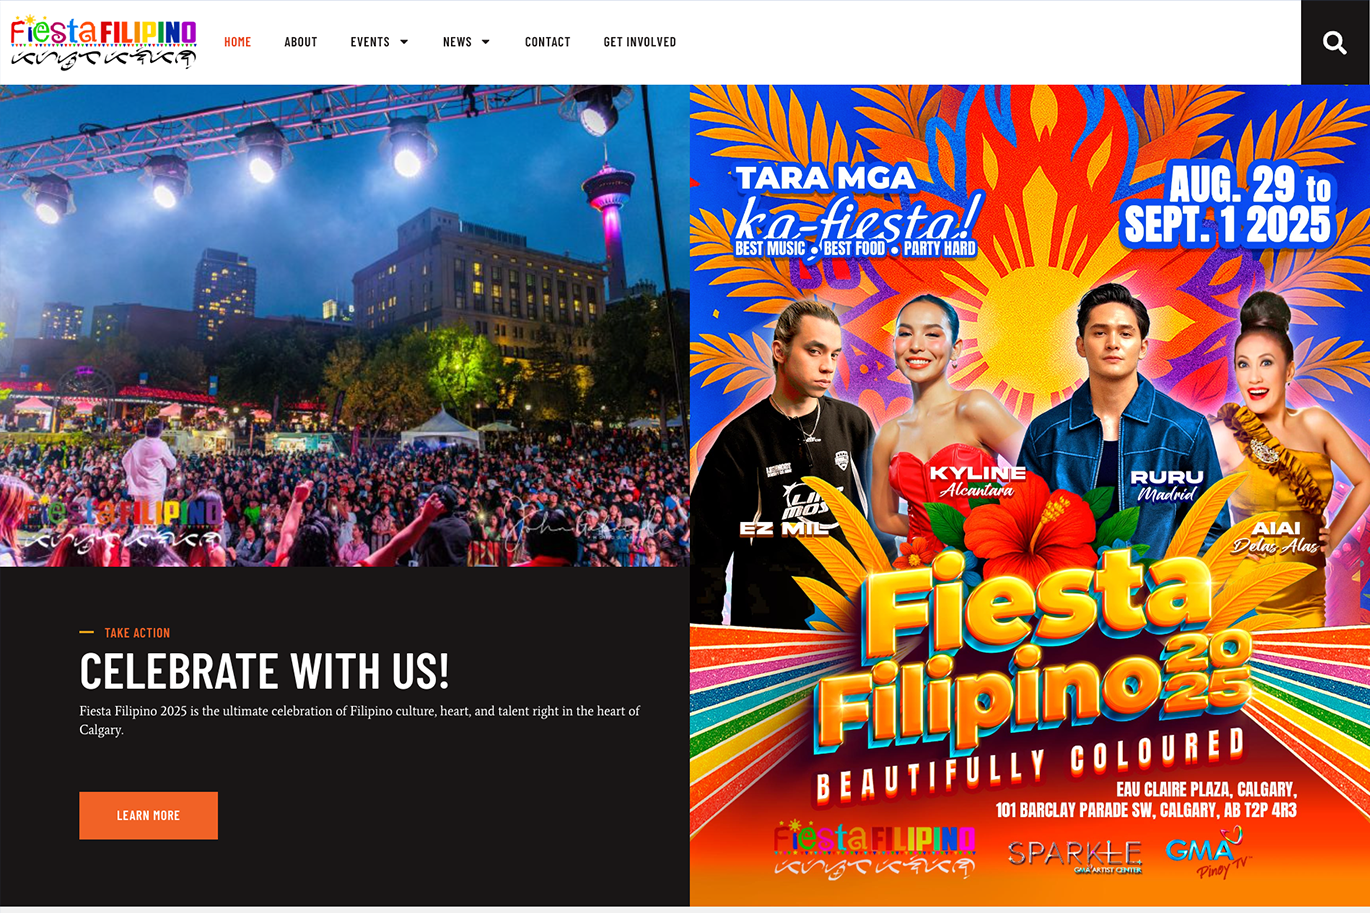 Fiesta FILIPINO
HOME
ABOUT
EVENTS
NEWS
CONTACT
GET INVOLVED
Fiesta FILIPINO
TAKE ACTION
CELEBRATE WITH US!
Fiesta Filipino 2025 is the ultimate celebration of Filipino culture, heart, and talent right in the heart of
Calgary.
LEARN MORE
TARA MGA
ka-fiesta!
BEST MUSIC • BEST FOOD • PARTY HARD
AUG. 29 to
SEPT. 1 2025
EZ MIL
KYLINE
Alcantara
RURU
Madrid
AIAI
Delas Alas
Fiesta
Filipino 2025
BEAUTIFULLY COLOURED
EAU CLAIRE PLAZA, CALGARY,
101 BARCLAY PARADE SW, CALGARY, AB T2P 4R3
Fiesta FILIPINO
SPARKLE
GMA ARTIST CENTER
GMA
Pinoy TV